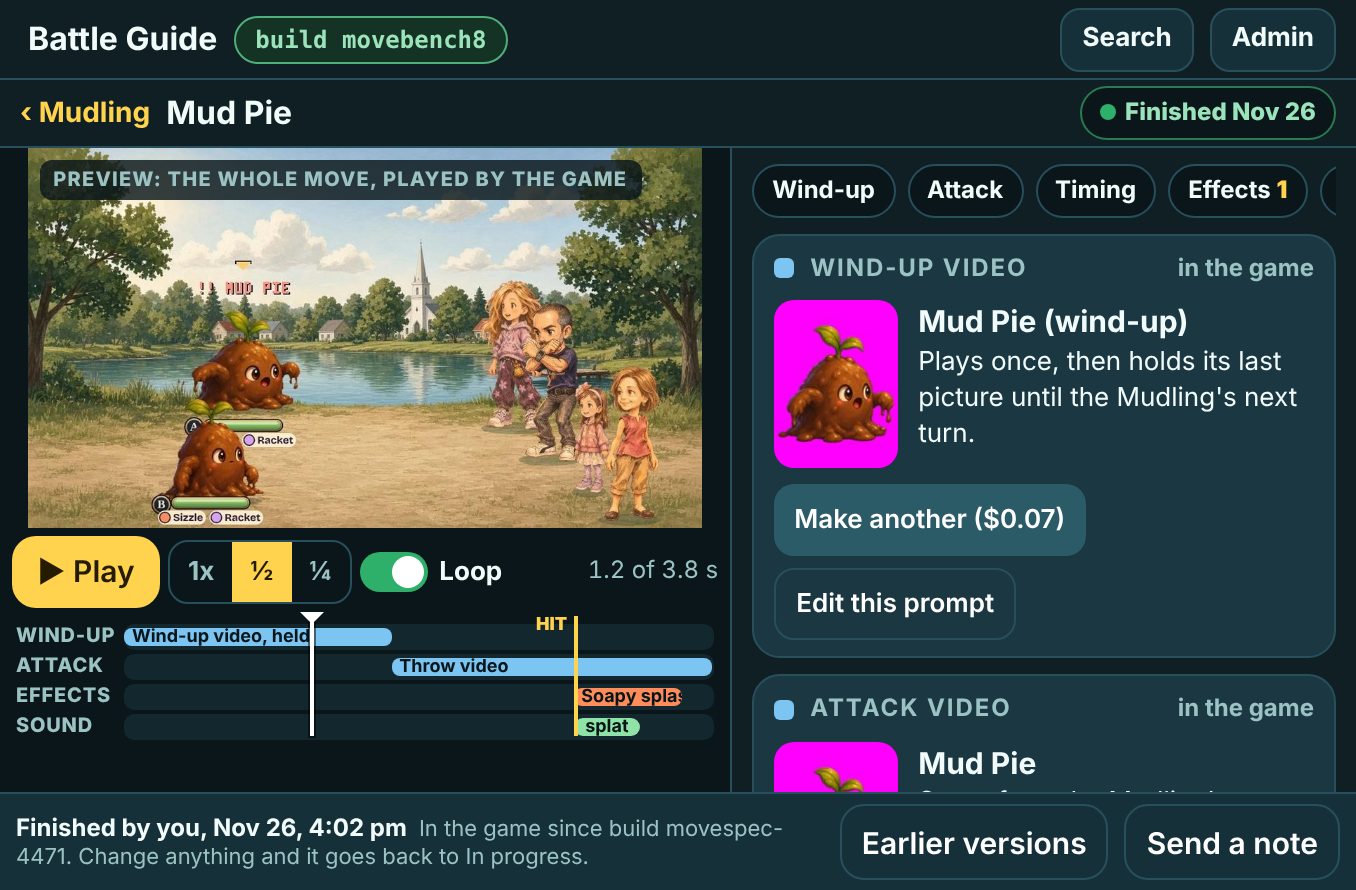 Battle Guide
build movebench8
Search
Admin
‹ Mudling
Mud Pie
Finished Nov 26
PREVIEW: THE WHOLE MOVE, PLAYED BY THE GAME
!! MUD PIE
A
Racket
B
Sizzle
Racket
Play
1x
½
¼
Loop
1.2 of 3.8 s
HIT
WIND-UP
Wind-up video, held
ATTACK
Throw video
EFFECTS
Soapy splas
SOUND
splat
Wind-up
Attack
Timing
Effects 1
WIND-UP VIDEO
in the game
Mud Pie (wind-up)
Plays once, then holds its last
picture until the Mudling's next
turn.
Make another ($0.07)
Edit this prompt
ATTACK VIDEO
in the game
Mud Pie
Finished by you, Nov 26, 4:02 pm In the game since build movespec-
4471. Change anything and it goes back to In progress.
Earlier versions
Send a note